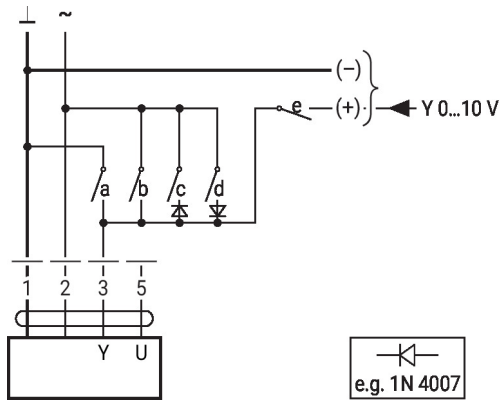 ⊥ ~
(–)
e (+) Y 0...10 V
a b c d
1 2 3 5
Y U
e.g. 1N 4007